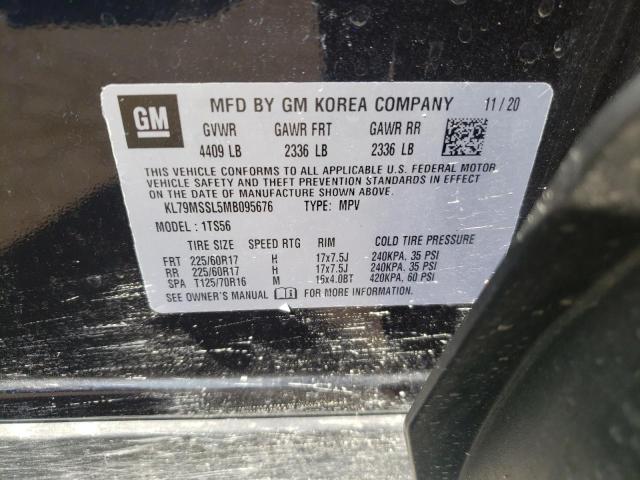 GM MFD BY GM KOREA COMPANY 11/20
GVWR GAWR FRT GAWR RR
4409 LB 2336 LB 2336 LB
THIS VEHICLE CONFORMS TO ALL APPLICABLE U.S. FEDERAL MOTOR
VEHICLE SAFETY AND THEFT PREVENTION STANDARDS IN EFFECT
ON THE DATE OF MANUFACTURE SHOWN ABOVE.
KL79MSSL5MB095676 TYPE: MPV
MODEL: 1TS56
TIRE SIZE SPEED RTG RIM COLD TIRE PRESSURE
FRT 225/60R17 H 17x7.5J 240KPA, 35 PSI
RR 225/60R17 H 17x7.5J 240KPA, 35 PSI
SPA T125/70R16 M 16x4.0BT 420KPA, 60 PSI
SEE OWNER'S MANUAL FOR MORE INFORMATION.